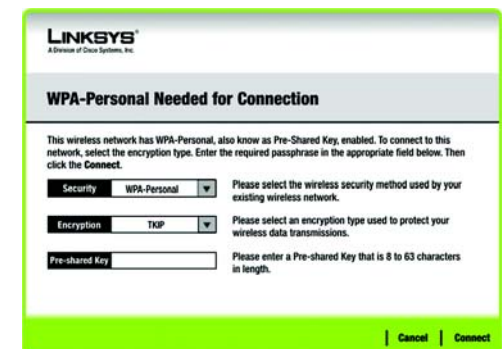 LINKSYS®
A Division of Cisco Systems, Inc.
WPA-Personal Needed for Connection
This wireless network has WPA-Personal, also know as Pre-Shared Key, enabled. To connect to this
network, select the encryption type. Enter the required passphrase in the appropriate field below. Then
click the Connect.
Security WPA-Personal Please select the wireless security method used by your
existing wireless network.
Encryption TKIP Please select an encryption type used to protect your
wireless data transmissions.
Pre-shared Key Please enter a Pre-shared Key that is 8 to 63 characters
in length.
Cancel Connect